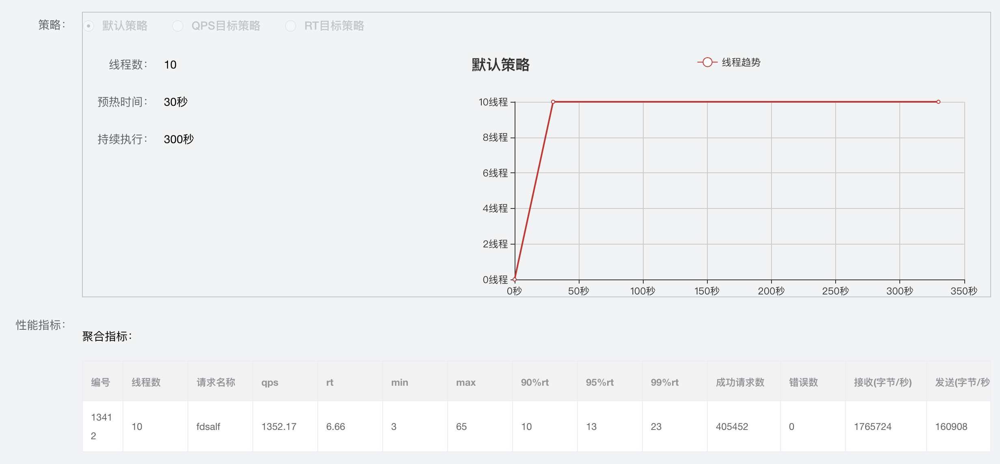 策略：
默认策略 QPS目标策略 RT目标策略
线程数： 10
预热时间： 30秒
持续执行： 300秒
默认策略
线程趋势
10线程
8线程
6线程
4线程
2线程
0线程
0秒 50秒 100秒 150秒 200秒 250秒 300秒 350秒
性能指标：
聚合指标：
编号 线程数 请求名称 qps rt min max 90%rt 95%rt 99%rt 成功请求数 错误数 接收(字节/秒) 发送(字节/秒
13412 10 fdsalf 1352.17 6.66 3 65 10 13 23 405452 0 1765724 160908